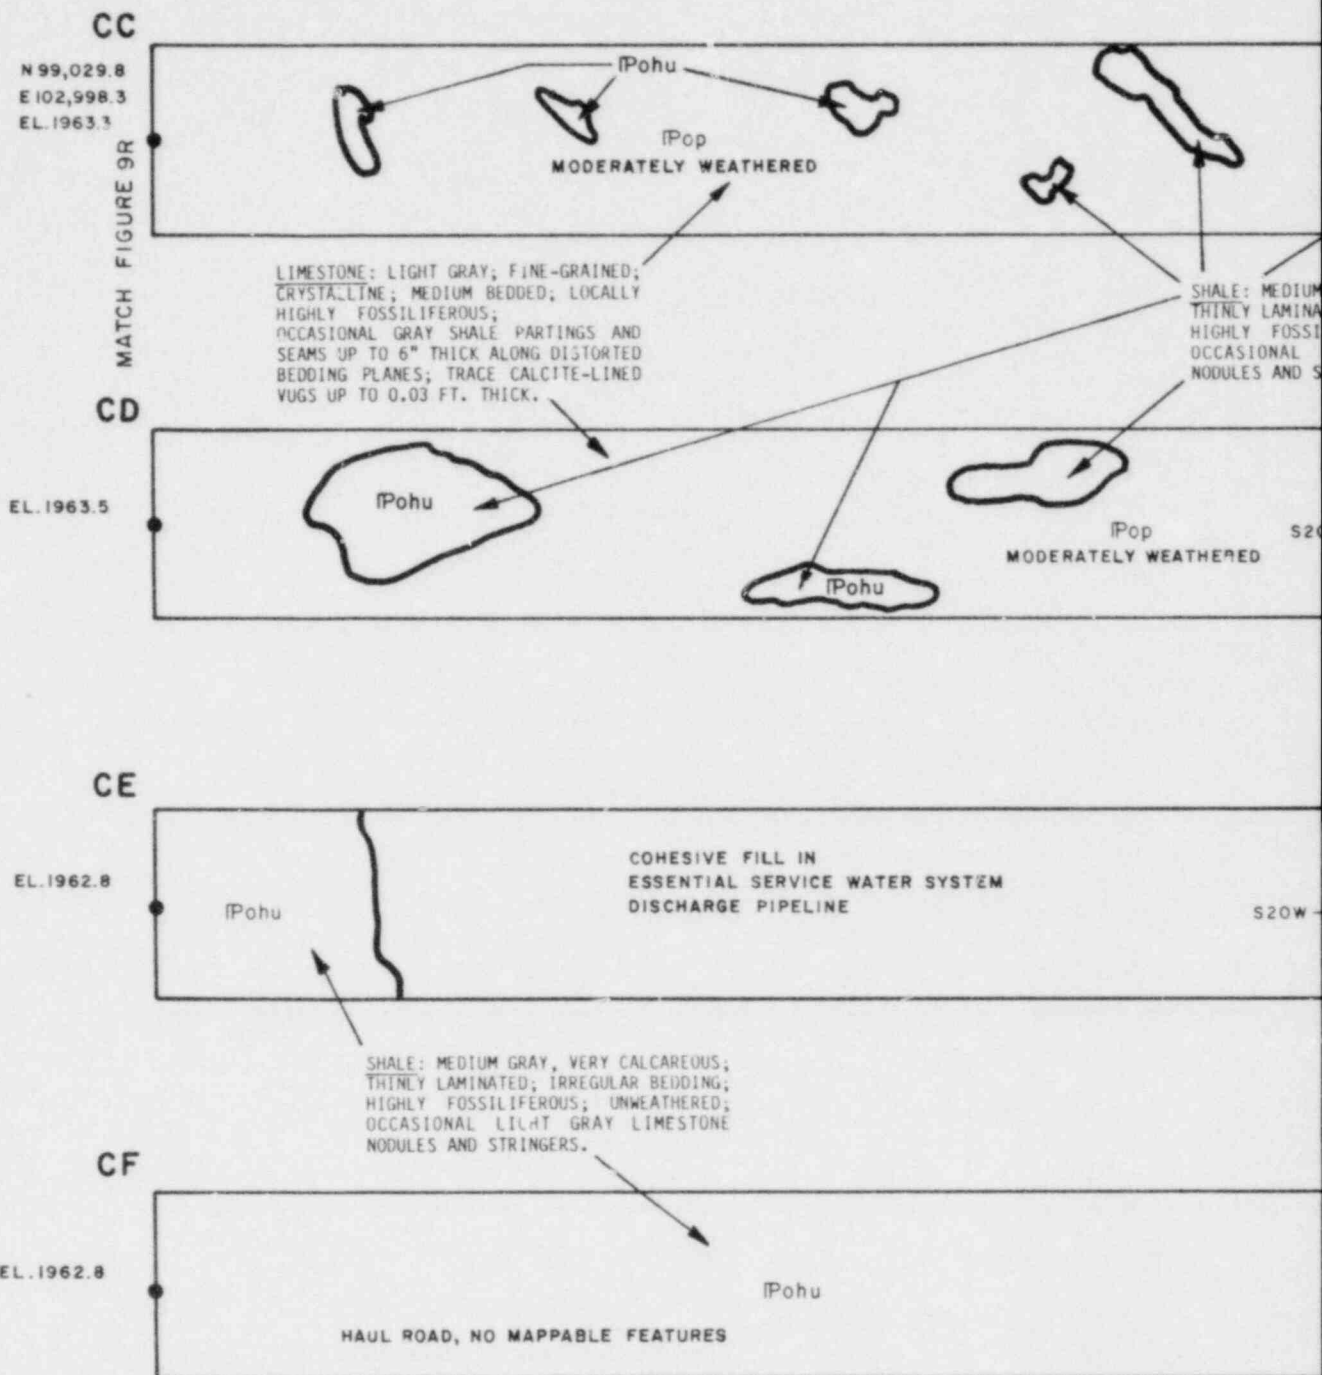 CC
N 99,029.8
E 102,998.3
EL. 1963.3
MATCH FIGURE 9R
ℙohu
ℙop
MODERATELY WEATHERED
LIMESTONE: LIGHT GRAY; FINE-GRAINED;
CRYSTALLINE; MEDIUM BEDDED; LOCALLY
HIGHLY FOSSILIFEROUS;
OCCASIONAL GRAY SHALE PARTINGS AND
SEAMS UP TO 6" THICK ALONG DISTORTED
BEDDING PLANES; TRACE CALCITE-LINED
VUGS UP TO 0.03 FT. THICK.
SHALE: MEDIUM
THINLY LAMINA
HIGHLY FOSSI
OCCASIONAL
NODULES AND S
CD
EL. 1963.5
ℙohu
ℙohu
ℙop
MODERATELY WEATHERED
S20
CE
EL. 1962.8
ℙohu
COHESIVE FILL IN
ESSENTIAL SERVICE WATER SYSTEM
DISCHARGE PIPELINE
S20W
SHALE: MEDIUM GRAY, VERY CALCAREOUS;
THINLY LAMINATED; IRREGULAR BEDDING;
HIGHLY FOSSILIFEROUS; UNWEATHERED;
OCCASIONAL LIGHT GRAY LIMESTONE
NODULES AND STRINGERS.
CF
EL. 1962.8
ℙohu
HAUL ROAD, NO MAPPABLE FEATURES